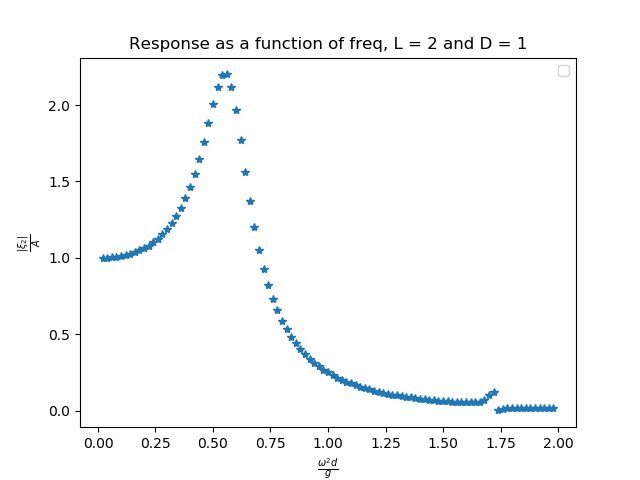 Response as a function of freq, L = 2 and D = 1
|ξ₂|/A
2.0
1.5
1.0
0.5
0.0
0.00 0.25 0.50 0.75 1.00 1.25 1.50 1.75 2.00
ω²d/g